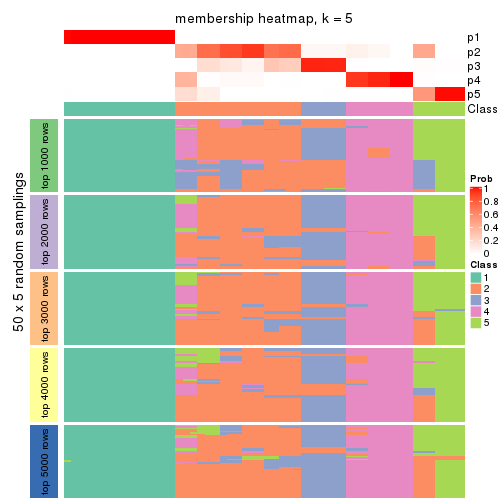 membership heatmap, k = 5
p1
p2
p3
p4
p5
Class
50 x 5 random samplings
top 1000 rows
top 2000 rows
top 3000 rows
top 4000 rows
top 5000 rows
Prob
1
0.8
0.6
0.4
0.2
0
Class
1
2
3
4
5